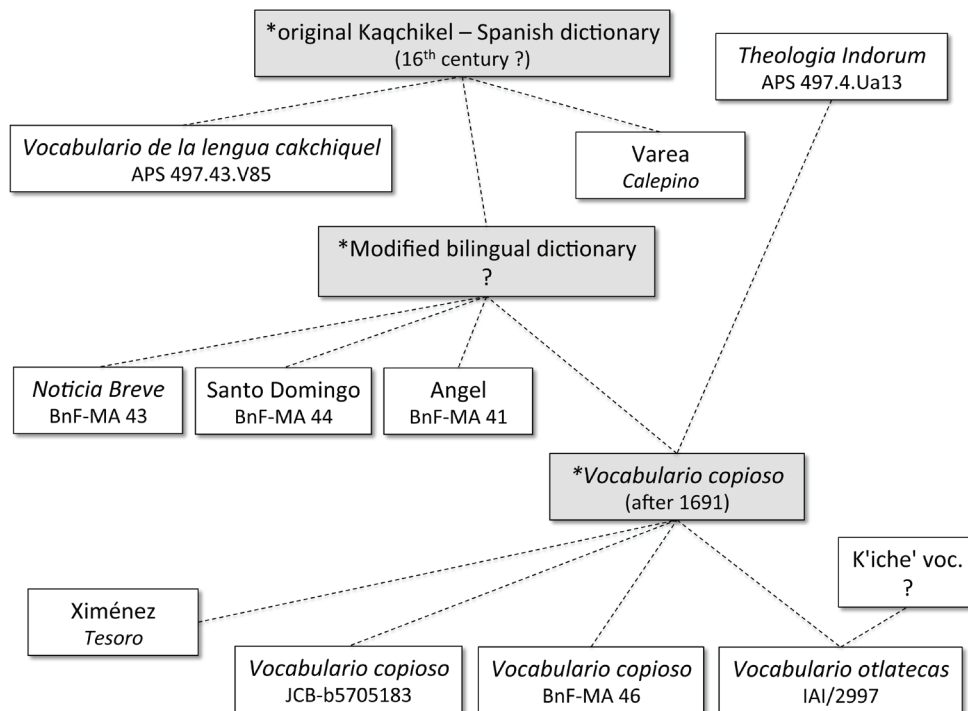 *original Kaqchikel – Spanish dictionary
(16th century ?)
Theologia Indorum
APS 497.4.Ua13
Vocabulario de la lengua cakchiquel
APS 497.43.V85
Varea
Calepino
*Modified bilingual dictionary
?
Noticia Breve
BnF-MA 43
Santo Domingo
BnF-MA 44
Angel
BnF-MA 41
*Vocabulario copioso
(after 1691)
K'iche' voc.
?
Ximénez
Tesoro
Vocabulario copioso
JCB-b5705183
Vocabulario copioso
BnF-MA 46
Vocabulario otlatecas
IAI/2997